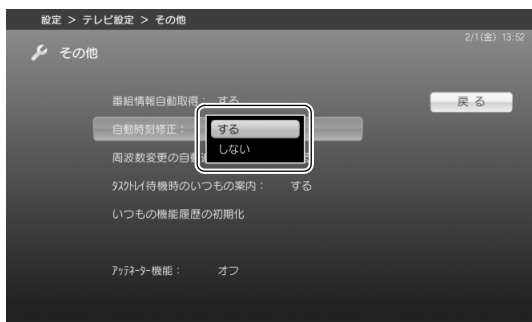 設定 > テレビ設定 > その他
2/1(金) 13:52
その他
番組情報自動取得： する
戻る
自動時刻修正：
する
しない
周波数変更の自動
ﾀｽｸﾄﾚｲ待機時のいつもの案内： する
いつもの機能履歴の初期化
ｱｯﾃﾈｰﾀｰ機能： オフ